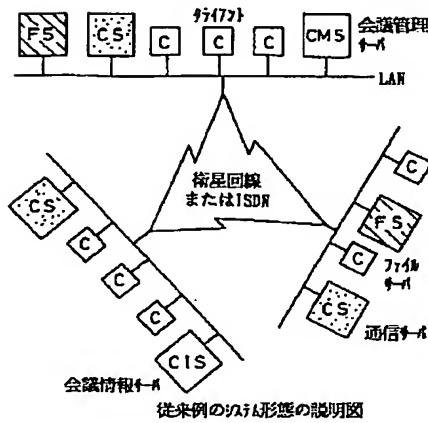 クライアント
FS CS C C C CMS 会議管理
サーバ
LAN
衛星回線
またはISDN
C
FS
C
ファイル
サーバ
CS
通信サーバ
CS
C
C
C
CIS
会議情報サーバ
従来例のシステム形態の説明図